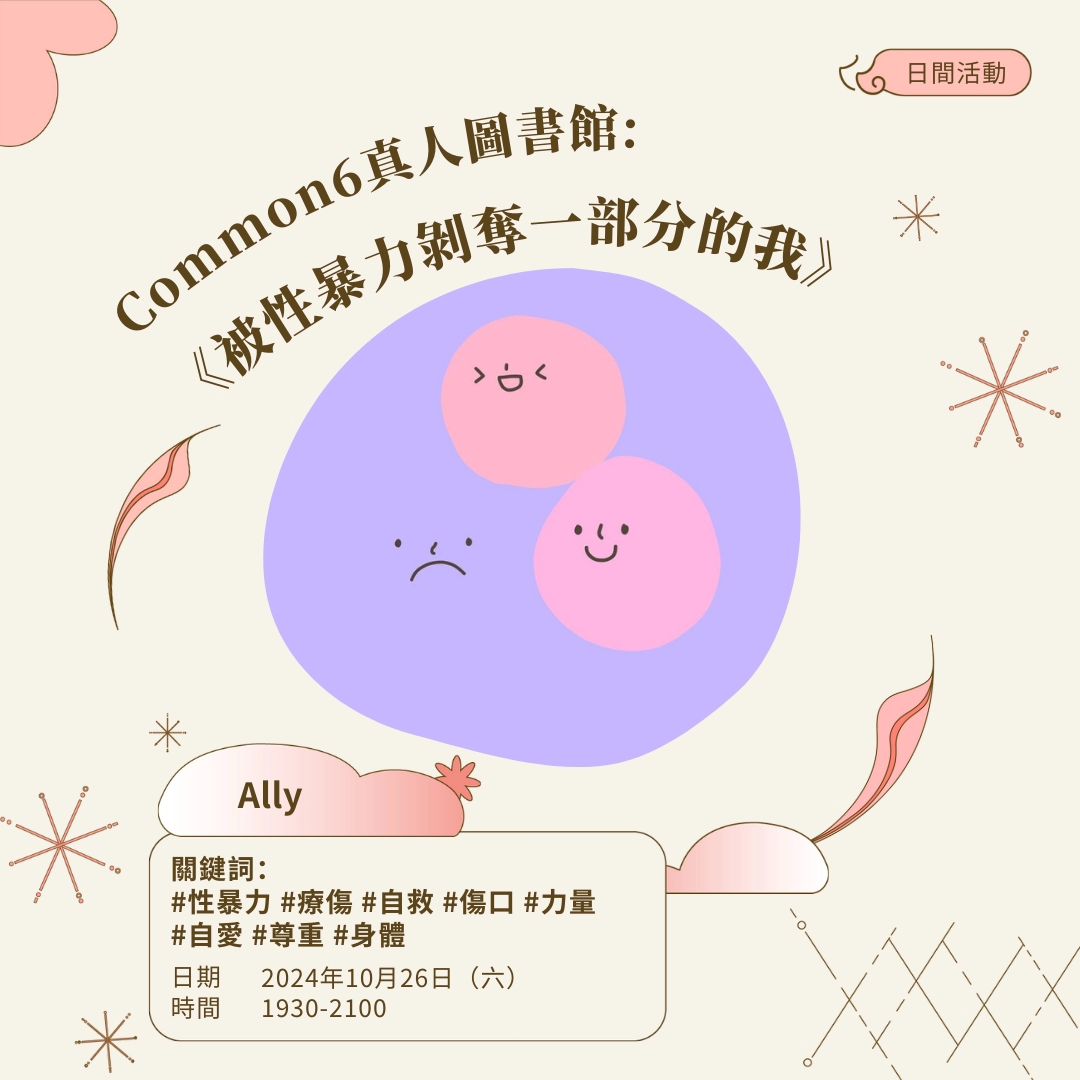 日間活動
Common6真人圖書館:
《被性暴力剝奪一部分的我》
Ally
關鍵詞:
#性暴力 #療傷 #自救 #傷口 #力量
#自愛 #尊重 #身體
日期 2024年10月26日（六）
時間 1930-2100